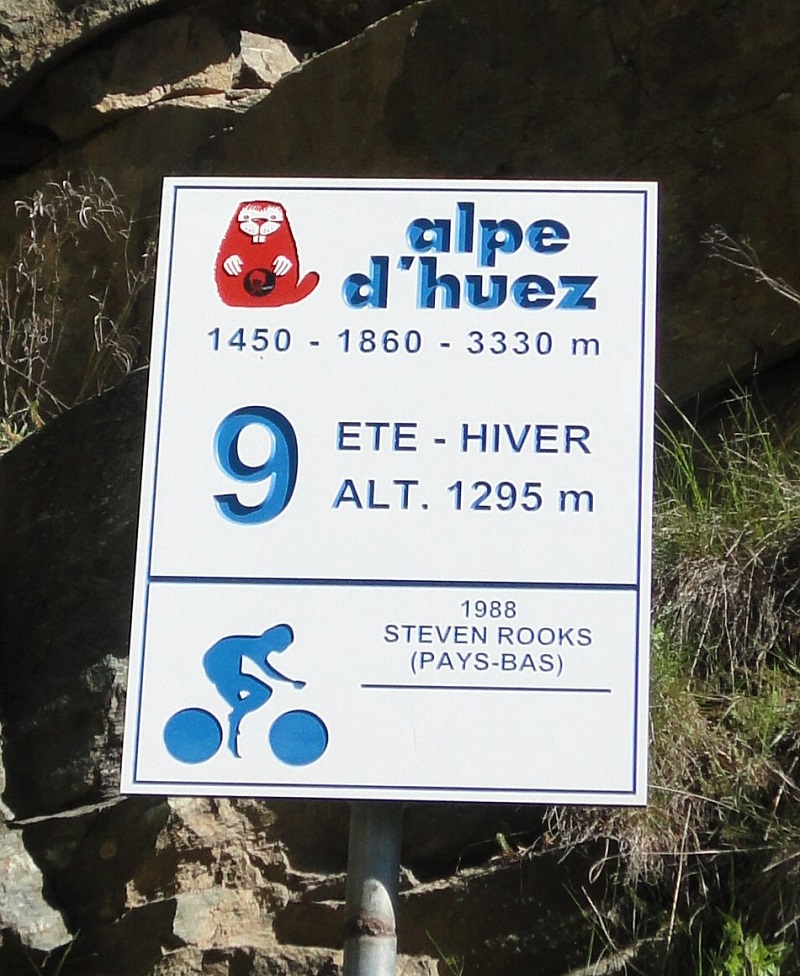 alpe
d'huez
1450 - 1860 - 3330 m
9
ETE - HIVER
ALT. 1295 m
1988
STEVEN ROOKS
(PAYS-BAS)